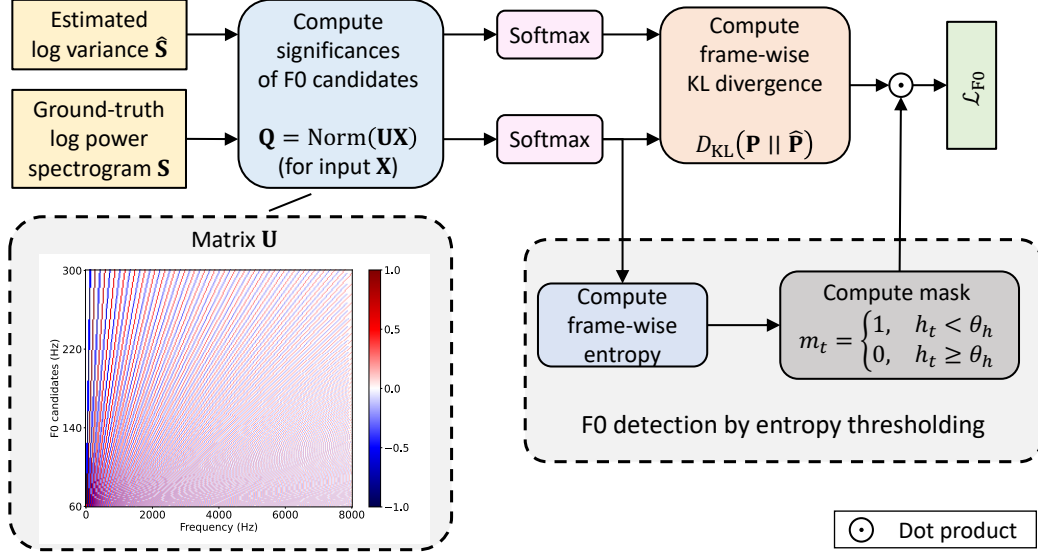 Estimated
log variance Ŝ
Ground-truth
log power
spectrogram S
Compute
significances
of F0 candidates
Q = Norm(UX)
(for input X)
Softmax
Softmax
Compute
frame-wise
KL divergence
D_KL(P || P̂)
ℒ_F0
Matrix U
300
220
140
60
F0 candidates (Hz)
0
2000
4000
6000
8000
Frequency (Hz)
1.0
0.5
0.0
−0.5
−1.0
Compute
frame-wise
entropy
Compute mask
m_t = {1, h_t < θ_h
0, h_t ≥ θ_h
F0 detection by entropy thresholding
Dot product